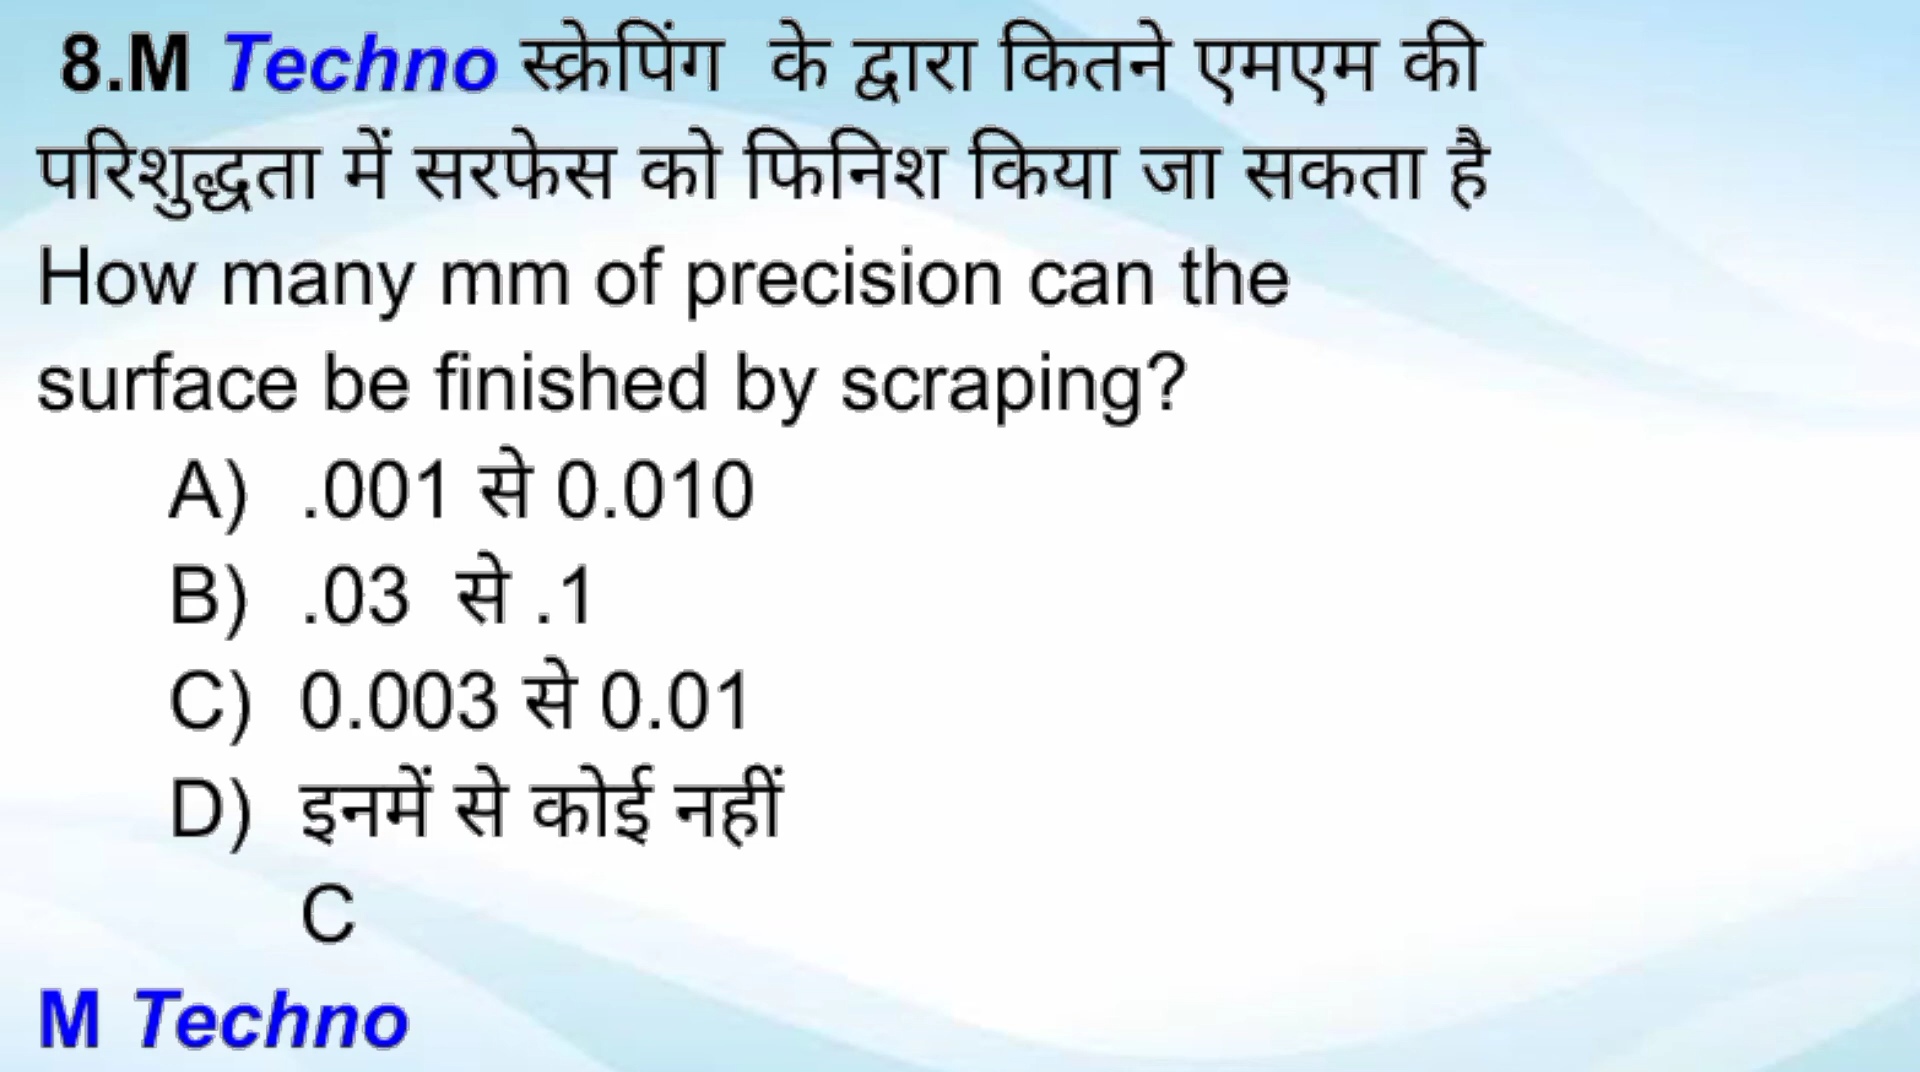 8.M Techno स्क्रेपिंग के द्वारा कितने एमएम की
परिशुद्धता में सरफेस को फिनिश किया जा सकता है
How many mm of precision can the
surface be finished by scraping?
A) .001 से 0.010
B) .03 से .1
C) 0.003 से 0.01
D) इनमें से कोई नहीं
C
M Techno